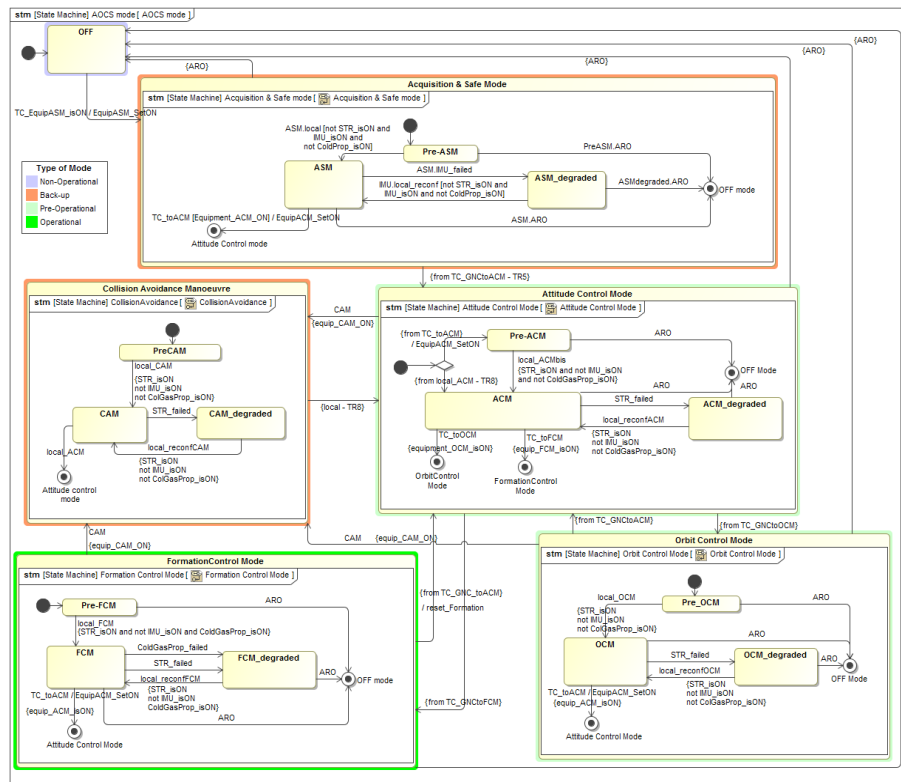 stm [State Machine] AOCS mode [ AOCS mode ]
OFF
{ARO}
{ARO}
{ARO}
TC_EquipASM_isON / EquipASM_SetON
Acquisition & Safe Mode
stm [State Machine] Acquisition & Safe mode [ Acquisition & Safe mode ]
ASM.local [not STR_isON and
IMU_isON and
not ColdProp_isON]
Pre-ASM
PreASM.ARO
ASM
ASM.IMU_failed
IMU.local_reconf [not STR_isON and
IMU_isON and not ColdProp_isON]
ASM_degraded
ASMdegraded.ARO
OFF mode
TC_toACM [Equipment_ACM_ON] / EquipACM_SetON
ASM.ARO
Attitude Control mode
Type of Mode
Non-Operational
Back-up
Pre-Operational
Operational
{from TC_GNCtoACM - TR5}
Collision Avoidance Manoeuvre
stm [State Machine] CollisionAvoidance [ CollisionAvoidance ]
PreCAM
local_CAM
{STR_isON
not IMU_isON
not ColGasProp_isON}
CAM
STR_failed
CAM_degraded
local_reconfCAM
{STR_isON
not IMU_isON
not ColGasProp_isON}
local_ACM
Attitude control
mode
CAM
{equip_CAM_ON}
{local - TR8}
Attitude Control Mode
stm [State Machine] Attitude Control Mode [ Attitude Control Mode ]
{from TC_toACM}
/ EquipACM_SetON
Pre-ACM
ARO
local_ACMbis
{STR_isON and not IMU_isON
and not ColdGasProp_isON}
OFF Mode
{from local_ACM - TR8}
ARO
ARO
ACM
STR_failed
ACM_degraded
local_reconfACM
{STR_isON
not IMU_isON
not ColdGasProp_isON}
TC_toOCM
{equipment_OCM_isON}
TC_toFCM
{equip_FCM_isON}
OrbitControl
Mode
FormationControl
Mode
CAM
{equip_CAM_ON}
CAM {equip_CAM_ON}
{from TC_GNCtoACM}
{from TC_GNCtoOCM}
FormationControl Mode
stm [State Machine] Formation Control Mode [ Formation Control Mode ]
Pre-FCM
ARO
local_FCM
{STR_isON and not IMU_isON and ColdGasProp_isON}
FCM
ColdGasProp_failed
STR_failed
local_reconfFCM
FCM_degraded
ARO
OFF mode
{STR_isON
not IMU_isON
ColdGasProp_isON}
TC_toACM / EquipACM_SetON
{equip_ACM_isON}
ARO
Attitude Control Mode
{from TC_GNC_toACM}
/ reset_Formation
{from TC_GNCtoFCM}
Orbit Control Mode
stm [State Machine] Orbit Control Mode [ Orbit Control Mode ]
local_OCM
{STR_isON
not IMU_isON
not ColGasProp_isON}
Pre_OCM
ARO
ARO
OCM
STR_failed
OCM_degraded
ARO
OFF Mode
local_reconfOCM
{STR_isON
not IMU_isON
not ColGasProp_isON}
TC_toACM / EquipACM_SetON
{equip_ACM_isON}
Attitude Control Mode